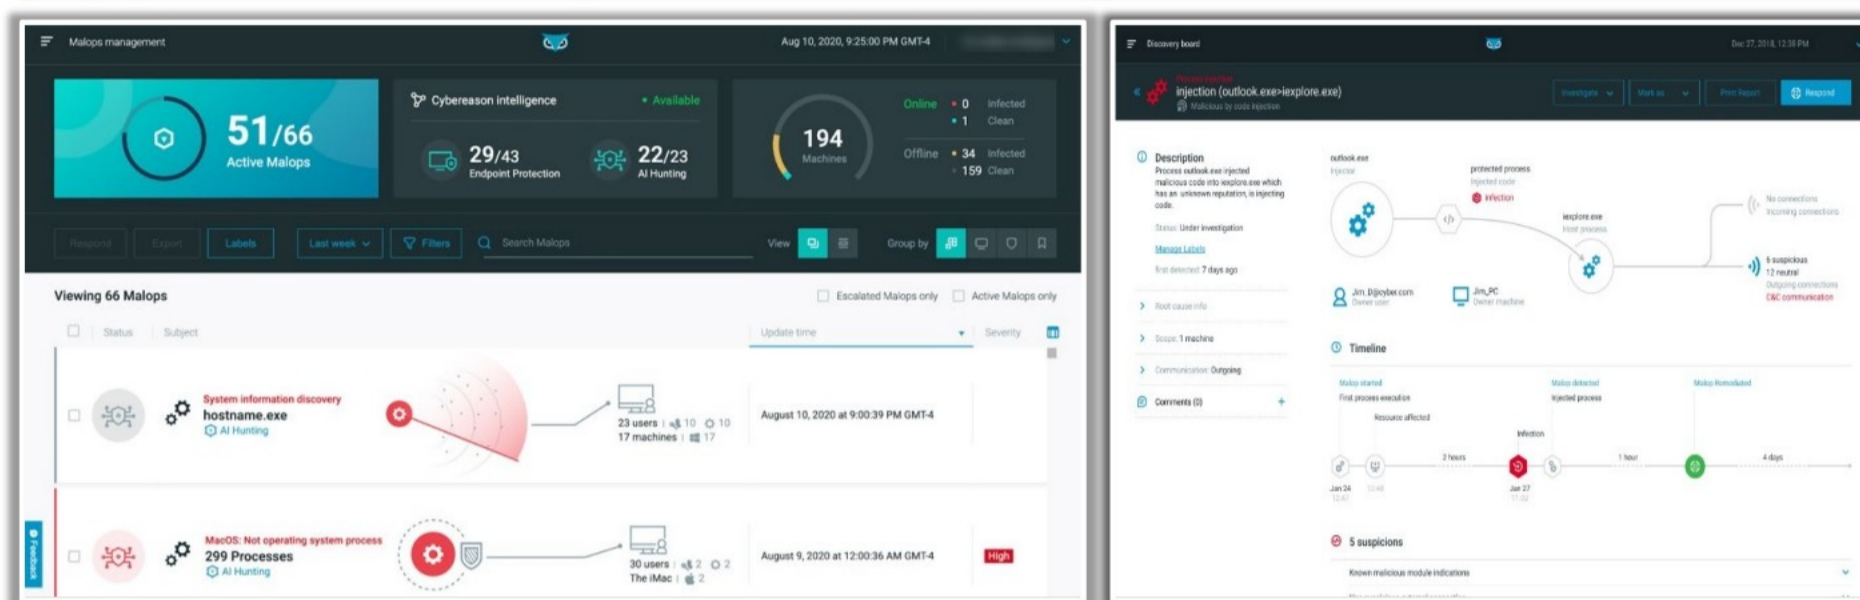 Malops management
Aug 10, 2020, 9:25:00 PM GMT-4
51/66
Active Malops
Cybereason intelligence
Available
29/43
Endpoint Protection
22/23
AI Hunting
194
Machines
Online
0 Infected
1 Clean
Offline
34 Infected
159 Clean
Respond
Export
Labels
Last week
Filters
Search Malops
View
Group by
Viewing 66 Malops
Escalated Malops only
Active Malops only
Status
Subject
Update time
Severity
System information discovery
hostname.exe
AI Hunting
23 users | 10 10
17 machines | 17
August 10, 2020 at 9:00:39 PM GMT-4
MacOS: Not operating system process
299 Processes
AI Hunting
30 users | 2 2
The iMac | 2
August 9, 2020 at 12:00:36 AM GMT-4
High
Feedback
Discovery board
Dec 27, 2018, 12:38 PM
Process injection
injection (outlook.exe>iexplore.exe)
Malicious by code injection
Investigate
Mark as
Print Report
Respond
Description
Process outlook.exe injected
malicious code into iexplore.exe which
has an unknown reputation, is injecting
code.
Status: Under investigation
Manage Labels
first detected: 7 days ago
Root cause info
Scope: 1 machine
Communication: Outgoing
Comments (0)
outlook.exe
Injector
protected process
Injected code
Infection
iexplore.exe
Host process
No connections
Incoming connections
6 suspicious
12 neutral
Outgoing connections
C&C communication
Owner user
Jim_PC
Owner machine
Timeline
Malop started
First process execution
Resource affected
Malop detected
Injected process
Malop Remediated
Infection
2 hours
1 hour
4 days
Jan 24
12:47
12:48
Jan 27
5 suspicions
Known malicious module indications